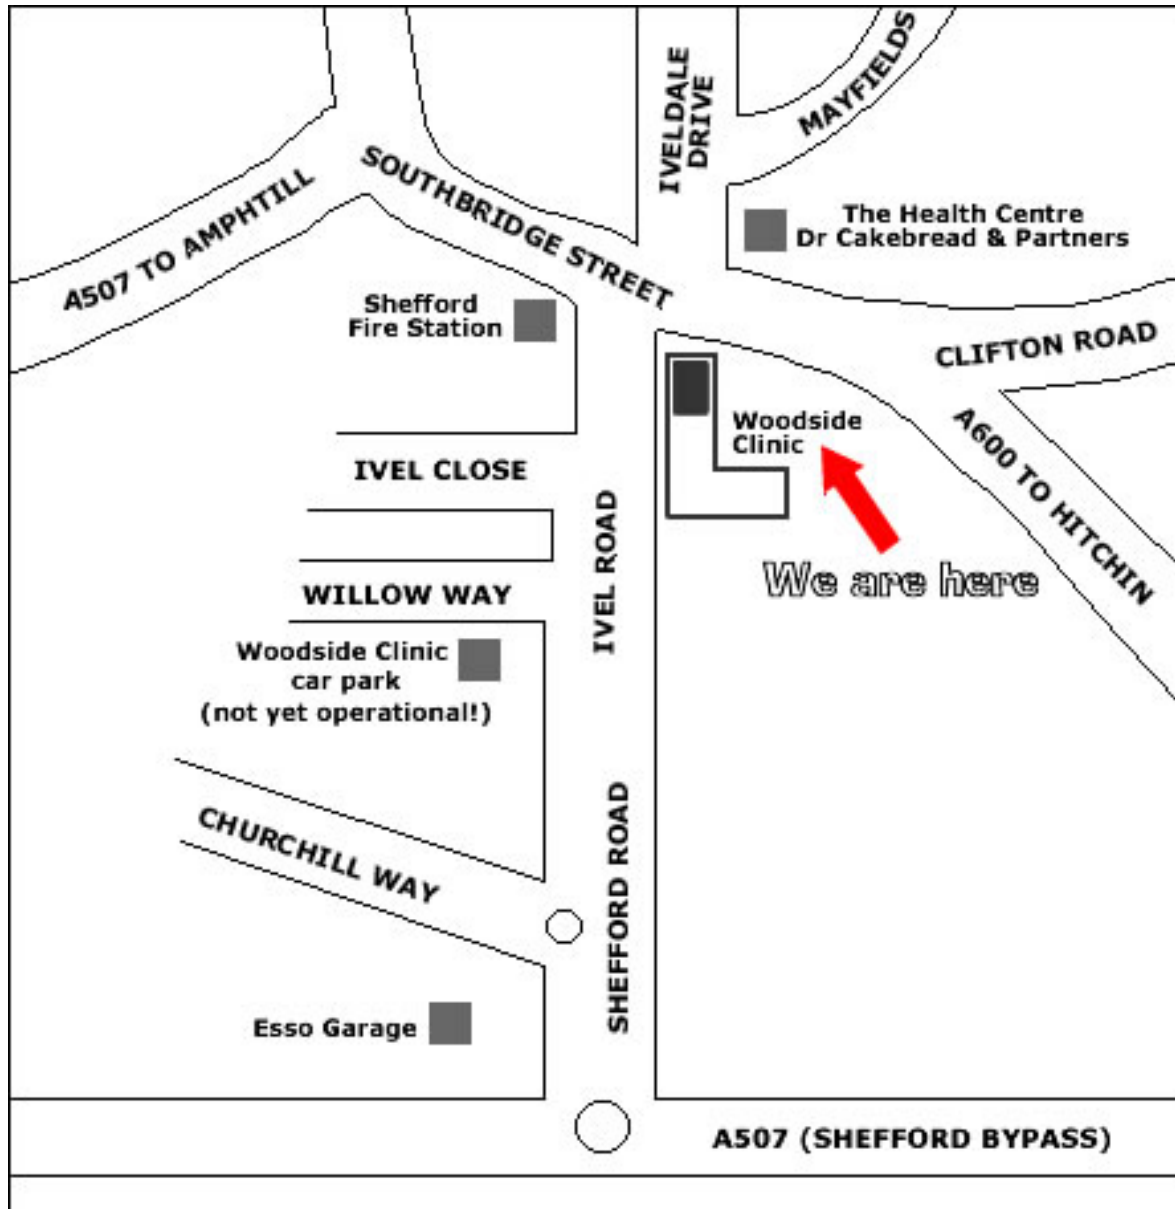 IVELDALE
DRIVE
MAYFIELDS
SOUTHBRIDGE STREET
A507 TO AMPHTILL
The Health Centre
Dr Cakebread & Partners
Shefford
Fire Station
CLIFTON ROAD
Woodside
Clinic
A600 TO HITCHIN
IVEL CLOSE
IVEL ROAD
We are here
WILLOW WAY
Woodside Clinic
car park
(not yet operational!)
CHURCHILL WAY
SHEFFORD ROAD
Esso Garage
A507 (SHEFFORD BYPASS)